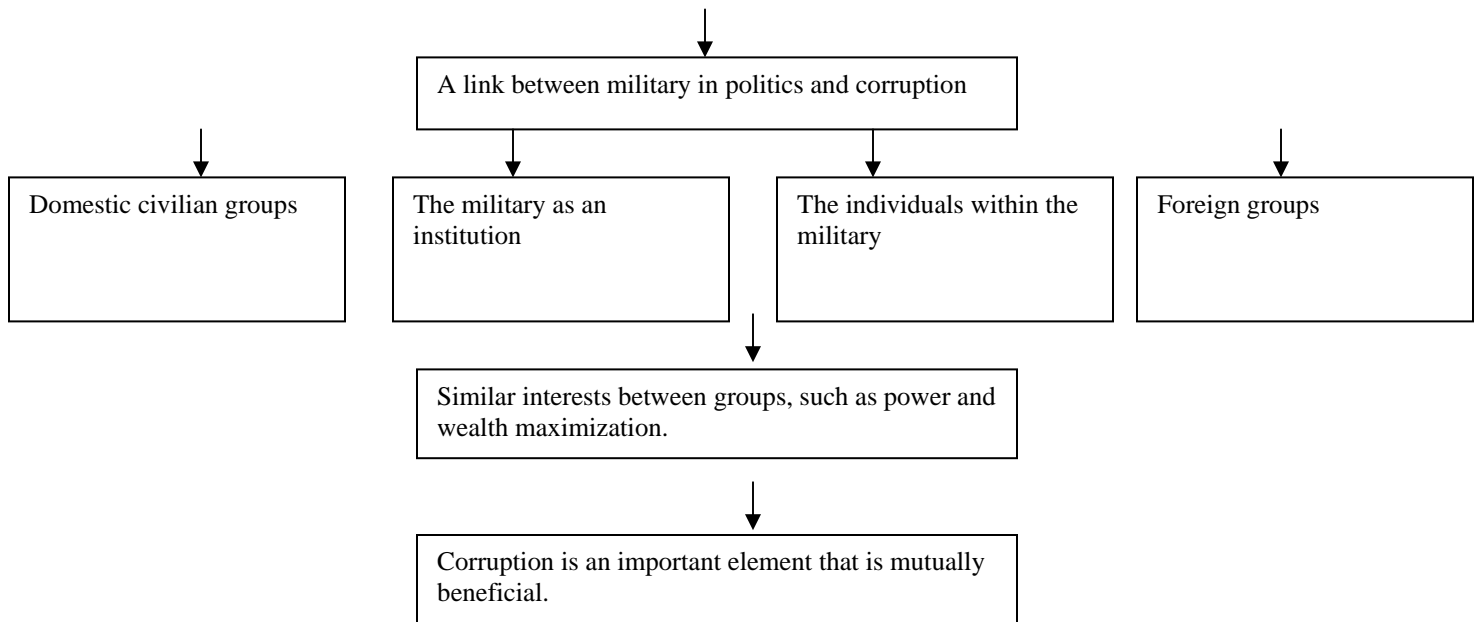 A link between military in politics and corruption
Domestic civilian groups
The military as an
institution
The individuals within the
military
Foreign groups
Similar interests between groups, such as power and
wealth maximization.
Corruption is an important element that is mutually
beneficial.